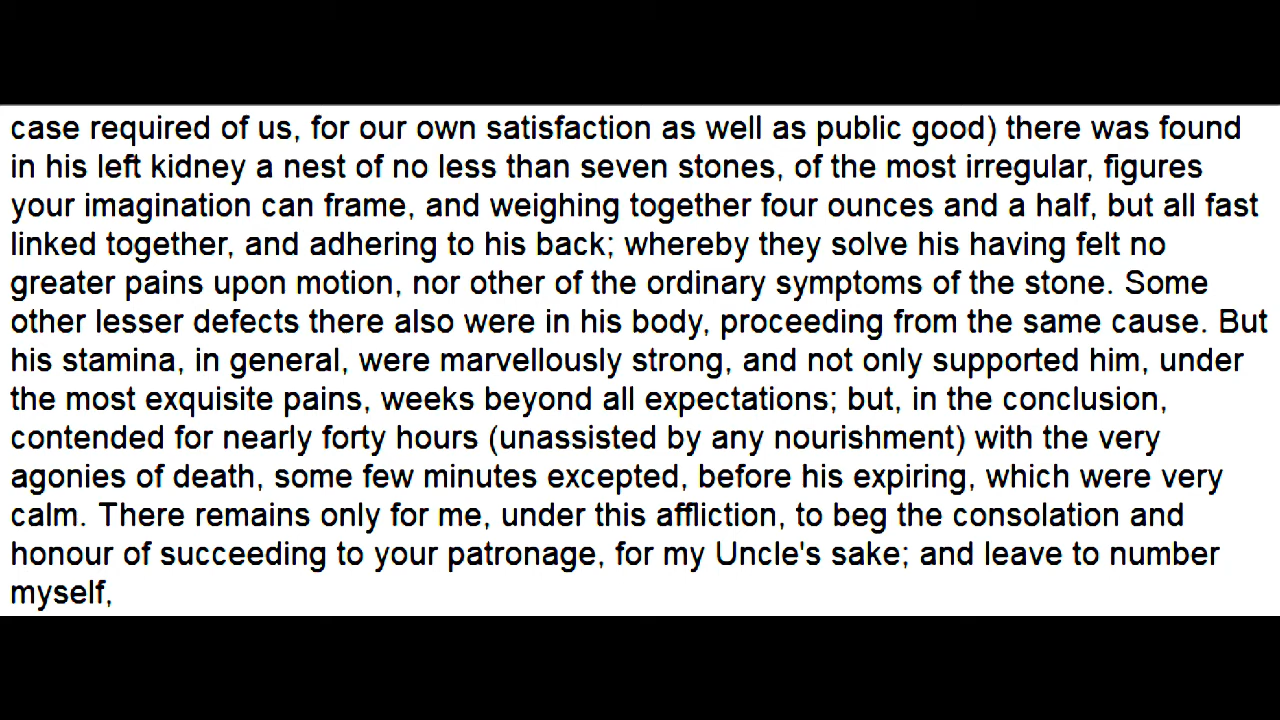 case required of us, for our own satisfaction as well as public good) there was found
in his left kidney a nest of no less than seven stones, of the most irregular, figures
your imagination can frame, and weighing together four ounces and a half, but all fast
linked together, and adhering to his back; whereby they solve his having felt no
greater pains upon motion, nor other of the ordinary symptoms of the stone. Some
other lesser defects there also were in his body, proceeding from the same cause. But
his stamina, in general, were marvellously strong, and not only supported him, under
the most exquisite pains, weeks beyond all expectations; but, in the conclusion,
contended for nearly forty hours (unassisted by any nourishment) with the very
agonies of death, some few minutes excepted, before his expiring, which were very
calm. There remains only for me, under this affliction, to beg the consolation and
honour of succeeding to your patronage, for my Uncle's sake; and leave to number
myself,